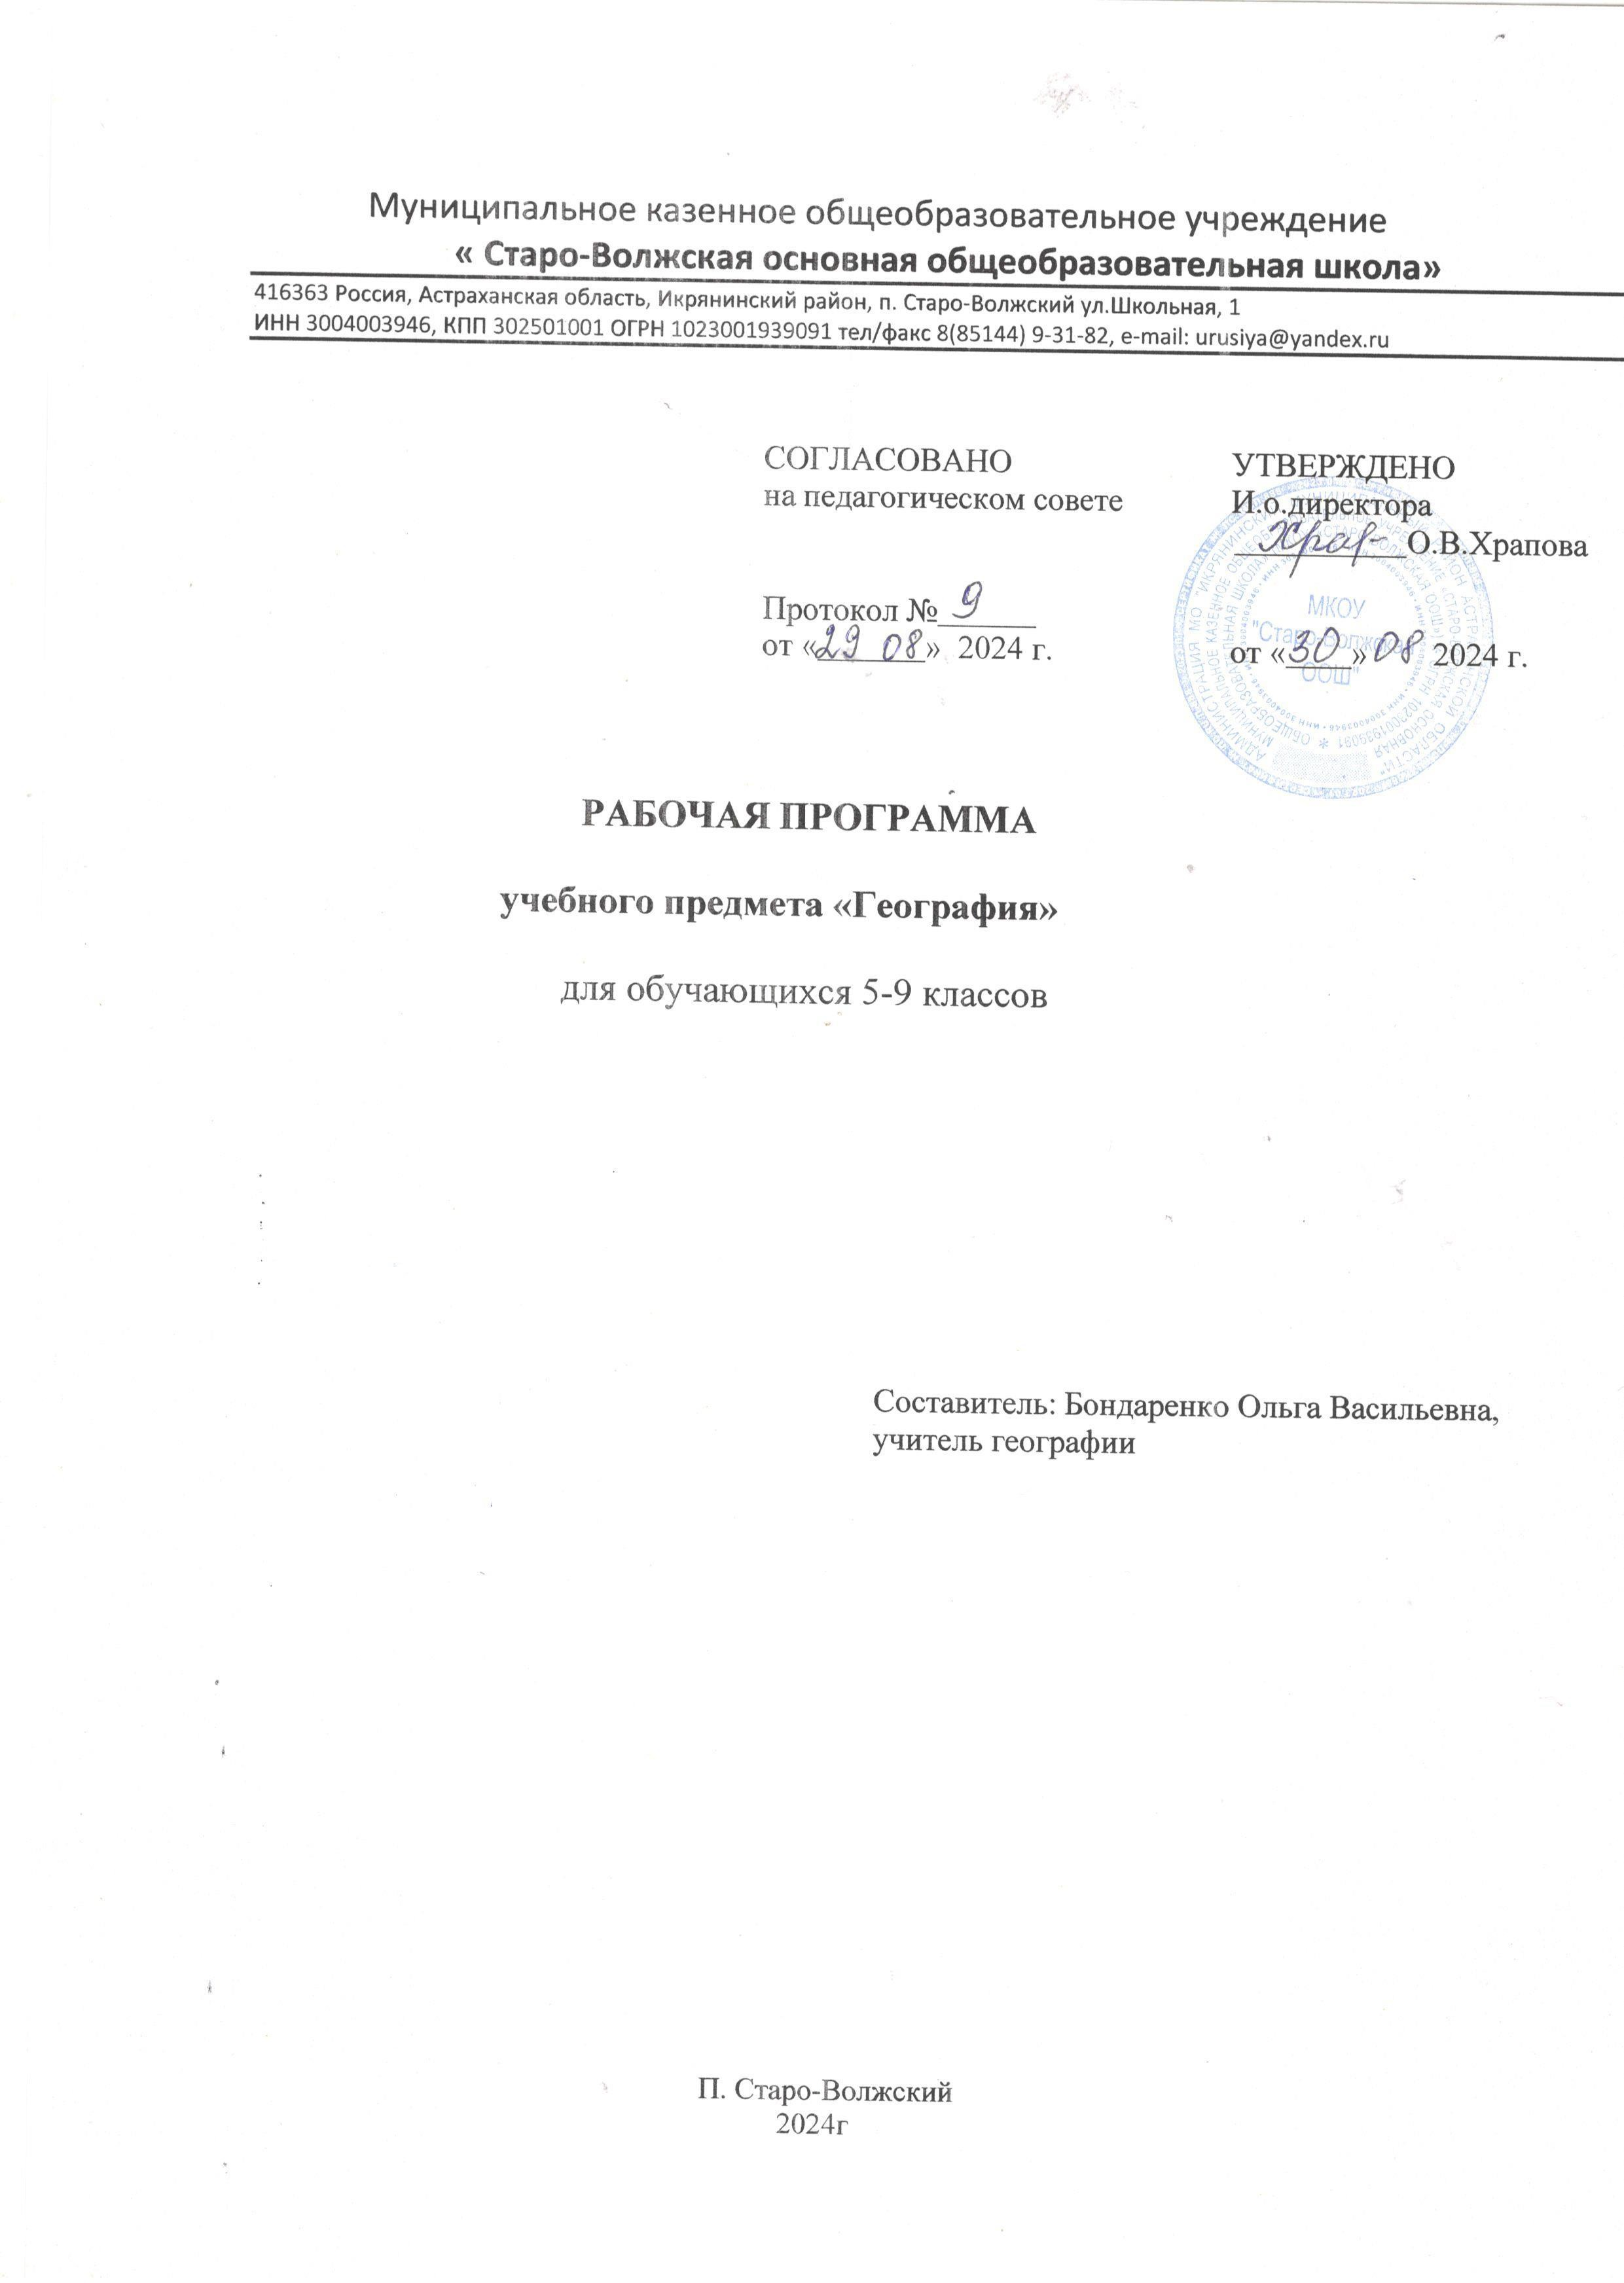 Муниципальное казенное общеобразовательное учреждение
« Старо-Волжская основная общеобразовательная школа»
416363 Россия, Астраханская область, Икрянинский район, п. Старо-Волжский ул.Школьная, 1
ИНН 3004003946, КПП 302501001 ОГРН 1023001939091 тел/факс 8(85144) 9-31-82, e-mail: urusiya@yandex.ru
СОГЛАСОВАНО
на педагогическом совете
Протокол №__9____
от «29 08»  2024 г.
УТВЕРЖДЕНО
И.о.директора
__________О.В.Храпова
от «30» 08 2024 г.
МКОУ
"Старо-Волжская
ООШ"
РАБОЧАЯ ПРОГРАММА
учебного предмета «География»
для обучающихся 5-9 классов
Составитель: Бондаренко Ольга Васильевна,
учитель географии
П. Старо-Волжский
2024г